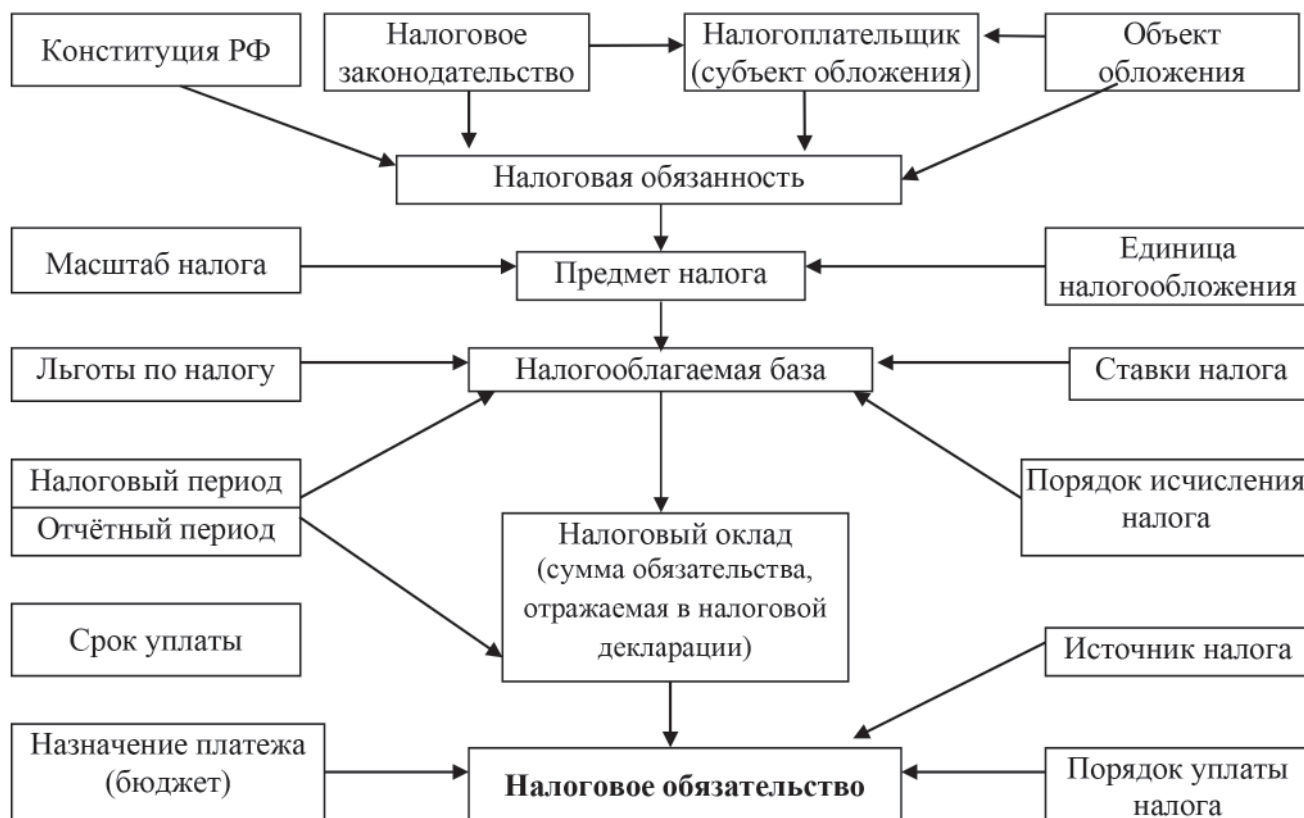 Конституция РФ
Налоговое
законодательство
Налогоплательщик
(субъект обложения)
Объект
обложения
Налоговая обязанность
Масштаб налога
Предмет налога
Единица
налогообложения
Льготы по налогу
Налогооблагаемая база
Ставки налога
Налоговый период
Отчётный период
Порядок исчисления
налога
Налоговый оклад
(сумма обязательства,
отражаемая в налоговой
декларации)
Срок уплаты
Источник налога
Назначение платежа
(бюджет)
Налоговое обязательство
Порядок уплаты
налога